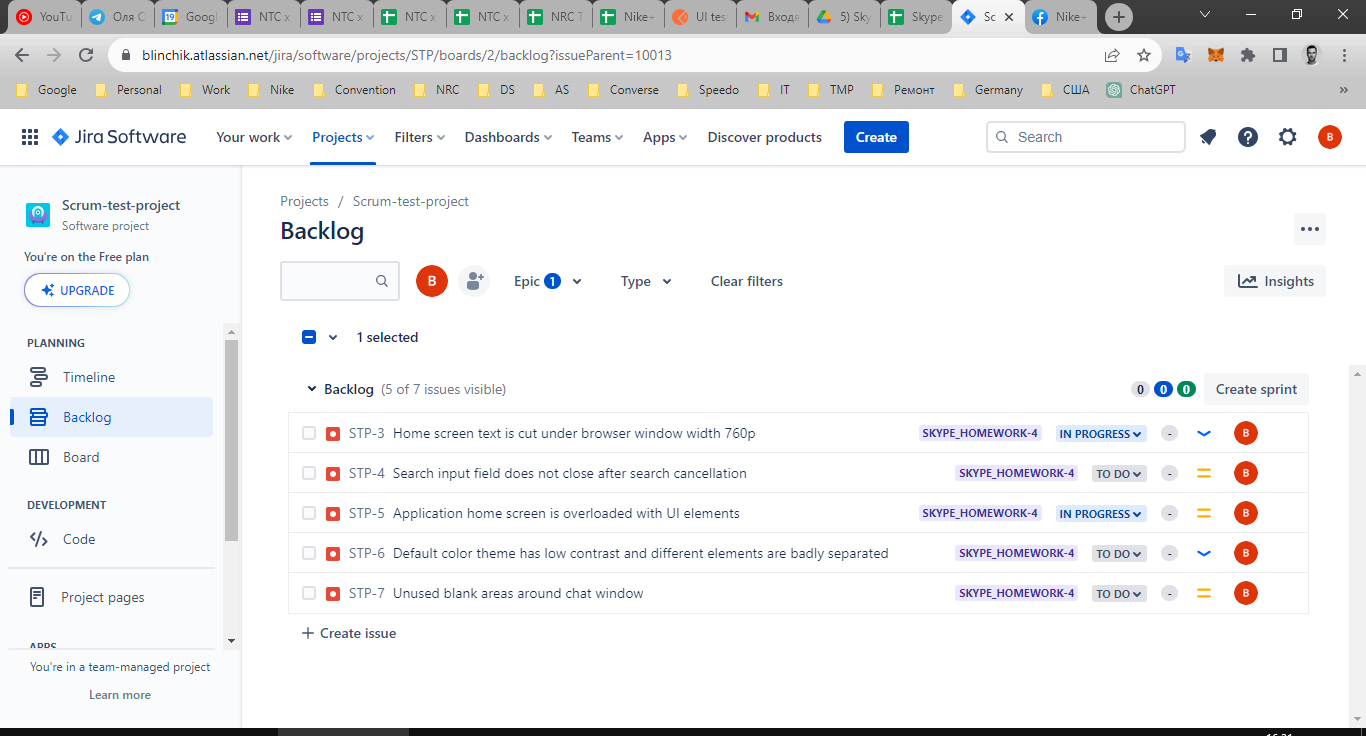 YouTu
Оля С
Googl
NTC x
NTC x
NTC x
NTC x
NRC T
Nike+
UI tes
Входя
5) Sky
Skype
Sc
Nike+
blinchik.atlassian.net/jira/software/projects/STP/boards/2/backlog?issueParent=10013
Google Personal Work Nike Convention NRC DS AS Converse Speedo IT TMP Ремонт Germany США ChatGPT »
Jira Software Your work Projects Filters Dashboards Teams Apps Discover products Create Search B
Scrum-test-project
Software project
You're on the Free plan
UPGRADE
PLANNING
Timeline
Backlog
Board
DEVELOPMENT
Code
Project pages
APPS
You're in a team-managed project
Learn more
Projects / Scrum-test-project
Backlog
B Epic 1 Type Clear filters Insights
1 selected
Backlog (5 of 7 issues visible) 0 0 0 Create sprint
STP-3 Home screen text is cut under browser window width 760p SKYPE_HOMEWORK-4 IN PROGRESS - B
STP-4 Search input field does not close after search cancellation SKYPE_HOMEWORK-4 TO DO - B
STP-5 Application home screen is overloaded with UI elements SKYPE_HOMEWORK-4 IN PROGRESS - B
STP-6 Default color theme has low contrast and different elements are badly separated SKYPE_HOMEWORK-4 TO DO - B
STP-7 Unused blank areas around chat window SKYPE_HOMEWORK-4 TO DO - B
+ Create issue